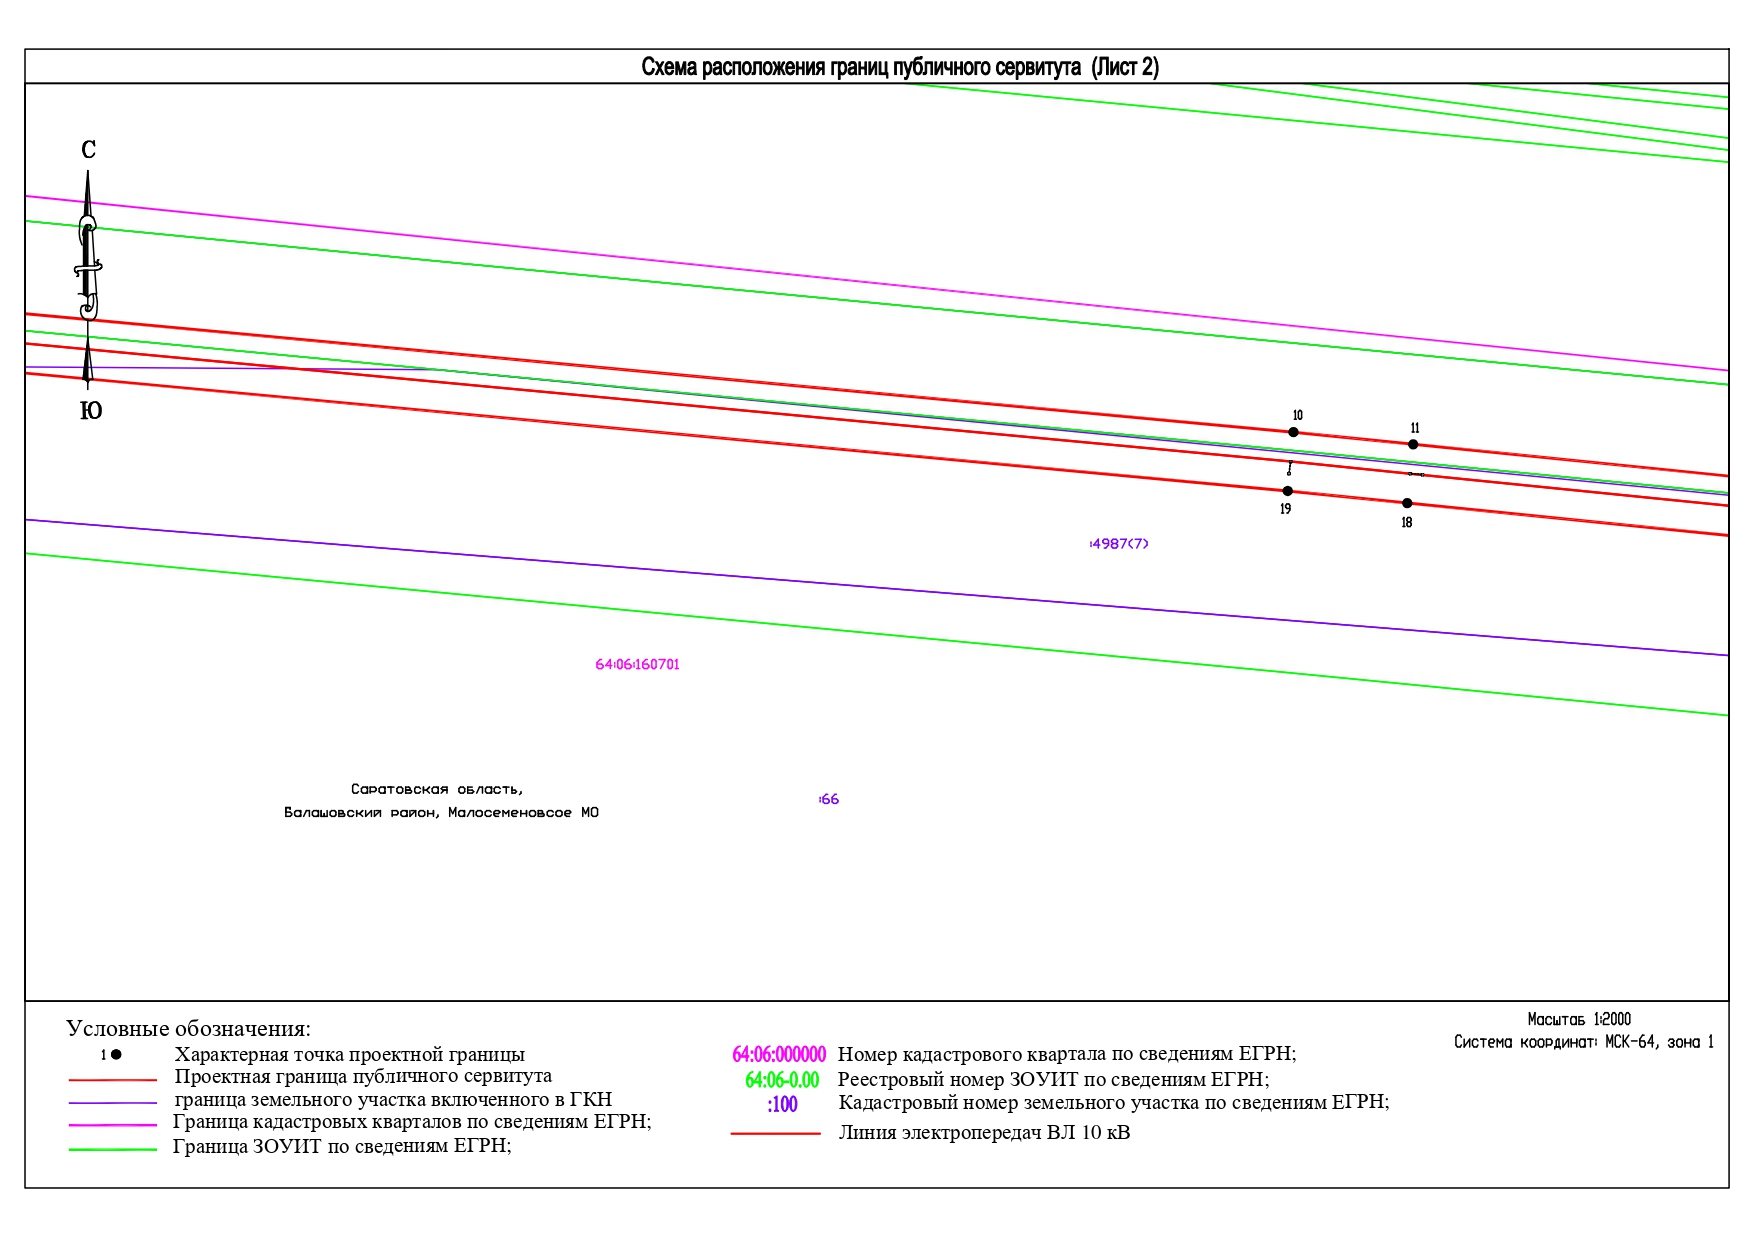 Схема расположения границ публичного сервитута (Лист 2)
С
Ю
10
11
19
18
:4987(7)
64:06:160701
Саратовская область,
Балашовский район, Малосеменовсое МО
:66
Условные обозначения:
1 Характерная точка проектной границы
Проектная граница публичного сервитута
граница земельного участка включенного в ГКН
Граница кадастровых кварталов по сведениям ЕГРН;
Граница ЗОУИТ по сведениям ЕГРН;
64:06:000000 Номер кадастрового квартала по сведениям ЕГРН;
64:06-0.00 Реестровый номер ЗОУИТ по сведениям ЕГРН;
:100 Кадастровый номер земельного участка по сведениям ЕГРН;
Линия электропередач ВЛ 10 кВ
Масштаб 1:2000
Система координат: МСК-64, зона 1